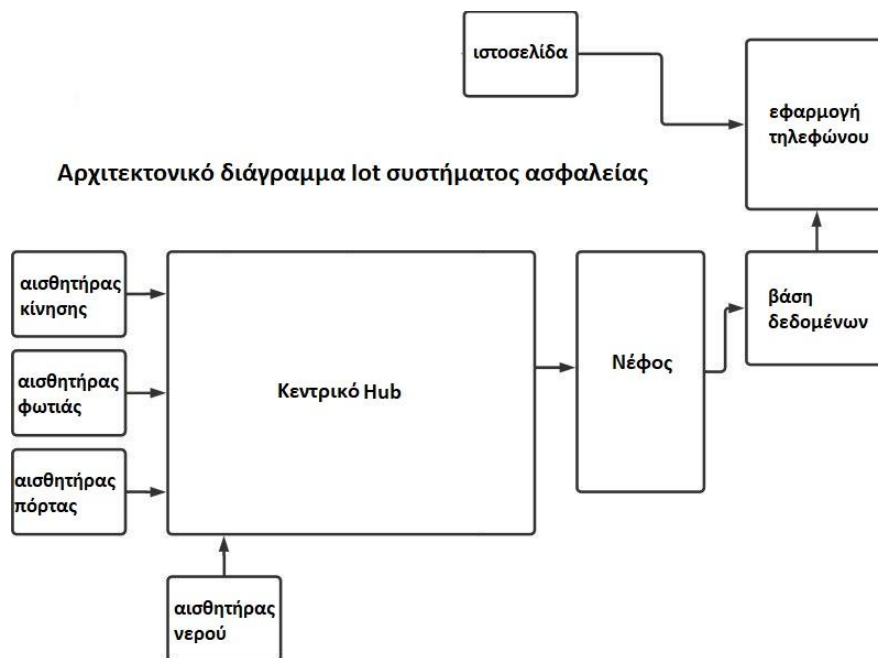 ιστοσελίδα
εφαρμογή
τηλεφώνου
Αρχιτεκτονικό διάγραμμα Iot συστήματος ασφαλείας
αισθητήρας
κίνησης
αισθητήρας
φωτιάς
αισθητήρας
πόρτας
Κεντρικό Hub
Νέφος
βάση
δεδομένων
αισθητήρας
νερού